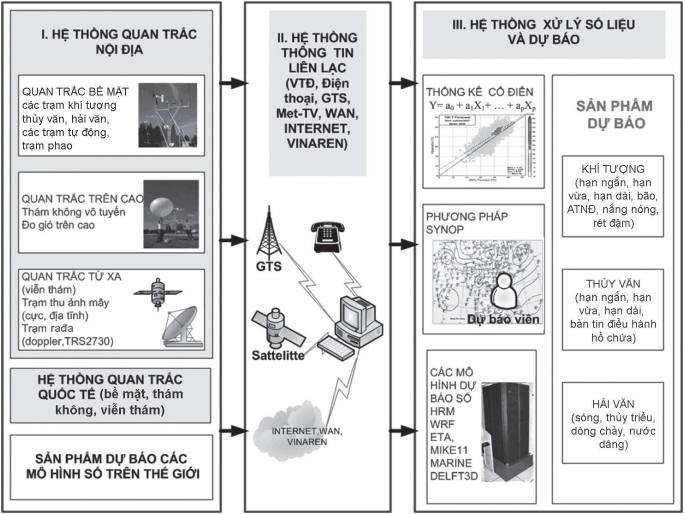 I. HỆ THỐNG QUAN TRẮC
NỘI ĐỊA
QUAN TRẮC BỀ MẶT
các trạm khí tượng
thủy văn, hải văn,
các trạm tự động,
trạm phao
QUAN TRẮC TRÊN CAO
Thám không vô tuyến
Đo gió trên cao
QUAN TRẮC TỪ XA
(viễn thám)
Trạm thu ảnh mây
(cực, địa tĩnh)
Trạm rađa
(doppler,TRS2730)
HỆ THỐNG QUAN TRẮC
QUỐC TẾ (bề mặt, thám
không, viễn thám)
SẢN PHẨM DỰ BÁO CÁC
MÔ HÌNH SỐ TRÊN THẾ GIỚI
II. HỆ THỐNG
THÔNG TIN
LIÊN LẠC
(VTĐ, Điện
thoại, GTS,
Met-TV, WAN,
INTERNET,
VINAREN)
GTS
Sattelitte
INTERNET,WAN,
VINAREN
III. HỆ THỐNG XỬ LÝ SỐ LIỆU
VÀ DỰ BÁO
THỐNG KÊ CỔ ĐIỂN
Y= a₀ + a₁X₁+ … + aₚXₚ
PHƯƠNG PHÁP
SYNOP
Dự báo viên
CÁC MÔ
HÌNH DỰ
BÁO SỐ
HRM
WRF
ETA,
MIKE11
MARINE
DELFT3D
SẢN PHẨM
DỰ BÁO
KHÍ TƯỢNG
(hạn ngắn, hạn
vừa, hạn dài, bão,
ATNĐ, nắng nóng,
rét đậm)
THỦY VĂN
(hạn ngắn, hạn
vừa, hạn dài,
bản tin điều hành
hồ chứa)
HẢI VĂN
(sóng, thủy triều,
dòng chảy, nước
dâng)